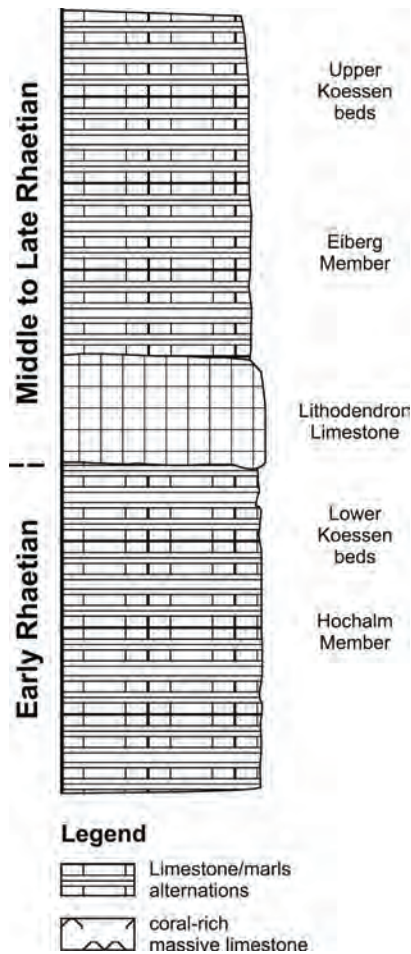 Middle to Late Rhaetian
Early Rhaetian
Upper
Koessen
beds
Eiberg
Member
Lithodendron
Limestone
Lower
Koessen
beds
Hochalm
Member
Legend
Limestone/marls
alternations
coral-rich
massive limestone